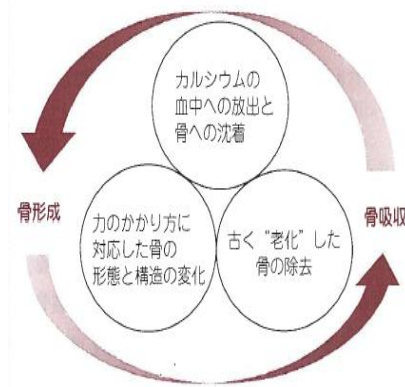 カルシウムの
血中への放出と
骨への沈着
骨形成
骨吸収
力のかかり方に
対応した骨の
形態と構造の変化
古く“老化”した
骨の除去